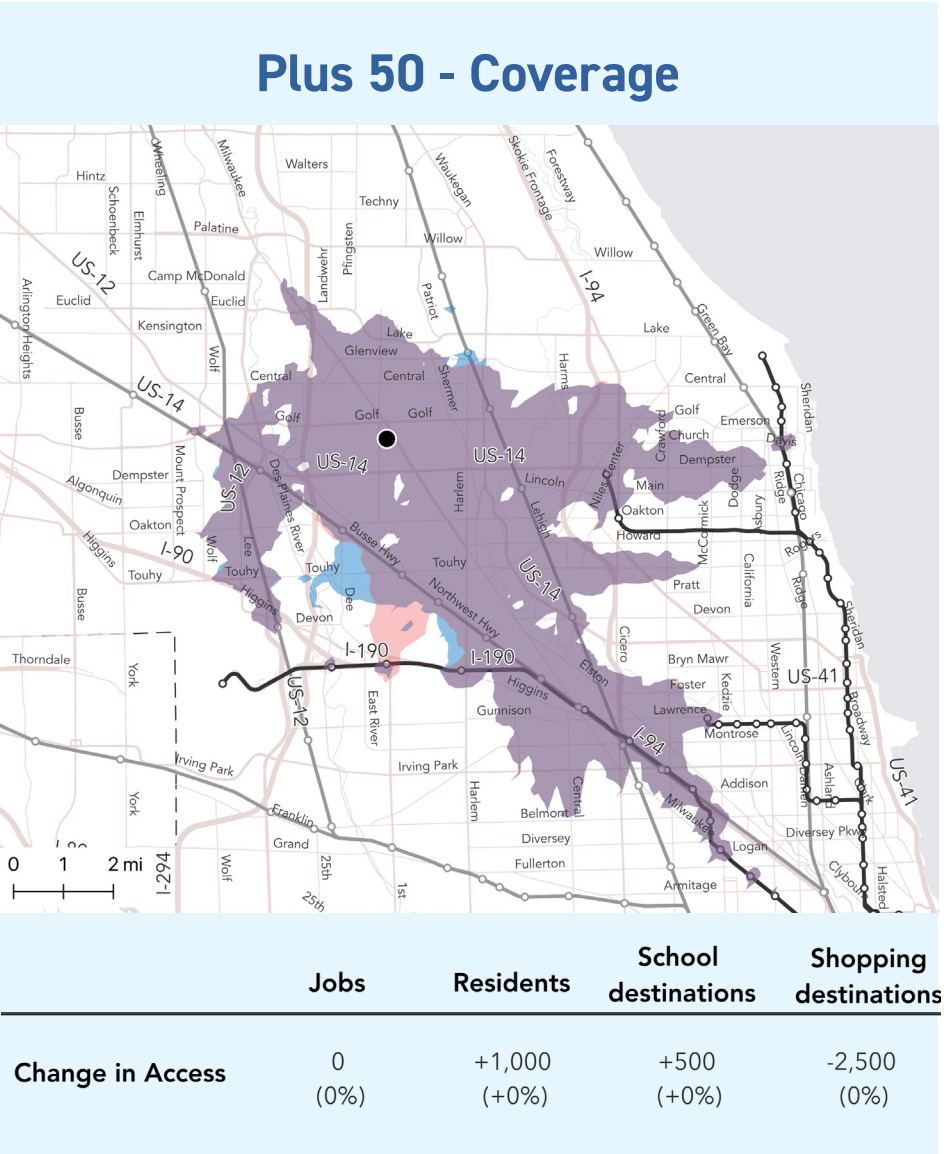 Plus 50 - Coverage
Wheeling
Milwaukee
Walters
Waukegan
Skokie Frontage
Forestway
Hintz
Schoenbeck
Elmhurst
Techny
Palatine
Pfingsten
Willow
Willow
US-12
Camp McDonald
Landwehr
I-94
Arlington Heights
Euclid
Euclid
Patriot
Green Bay
Kensington
Lake
Lake
Wolf
Glenview
Harms
Central
Central
Shermer
Central
Sheridan
US-14
Busse
Golf
Golf
Golf
Golf
Crawford
Emerson
Church
Davis
Mount Prospect
US-14
US-14
Dempster
Dempster
US-12
Des Plaines River
Harlem
Lincoln
Niles Center
Main
Dodge
Ridge
Chicago
Algonquin
Oakton
Lehigh
Oakton
McCormick
Asbury
Higgins
I-90
Wolf
Lee
Busse Hwy
Howard
Touhy
Touhy
Touhy
Touhy
US-14
Pratt
California
Ridge
Busse
Higgins
Dee
Northwest Hwy
Devon
Devon
Sheridan
Thorndale
York
I-190
I-190
Elston
Cicero
Bryn Mawr
Western
US-12
East River
Higgins
Foster
Kedzie
US-41
Gunnison
Lawrence
Broadway
Montrose
I-94
Lincoln
Irving Park
Irving Park
US-41
York
Harlem
Central
Addison
Damen
Ashland
Clark
Franklin
Belmont
Milwaukee
Grand
Diversey
Diversey Pkwy
0 1 2 mi
I-294
Wolf
25th
Fullerton
Logan
Clybourn
Halsted
1st
Armitage
25th
Jobs
Residents
School
destinations
Shopping
destinations
Change in Access
0
(0%)
+1,000
(+0%)
+500
(+0%)
-2,500
(0%)